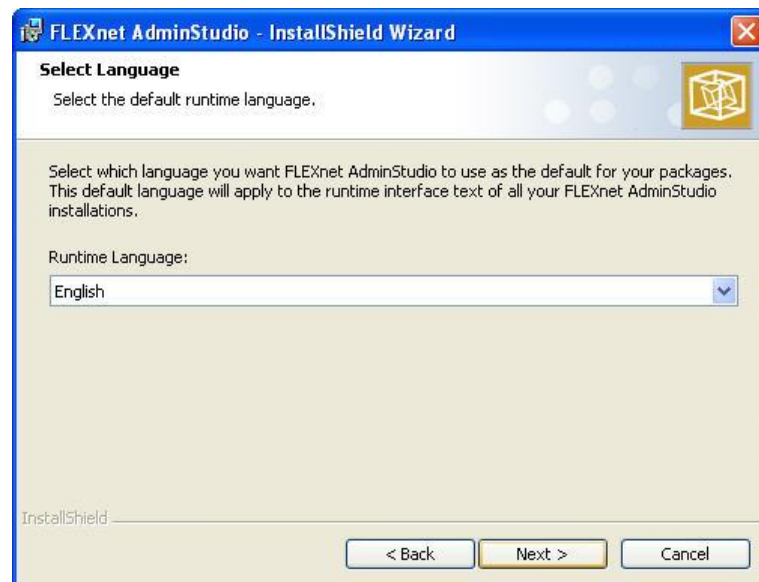 FLEXnet AdminStudio - InstallShield Wizard
Select Language
Select the default runtime language.
Select which language you want FLEXnet AdminStudio to use as the default for your packages.
This default language will apply to the runtime interface text of all your FLEXnet AdminStudio
installations.
Runtime Language:
English
InstallShield
< Back Next > Cancel